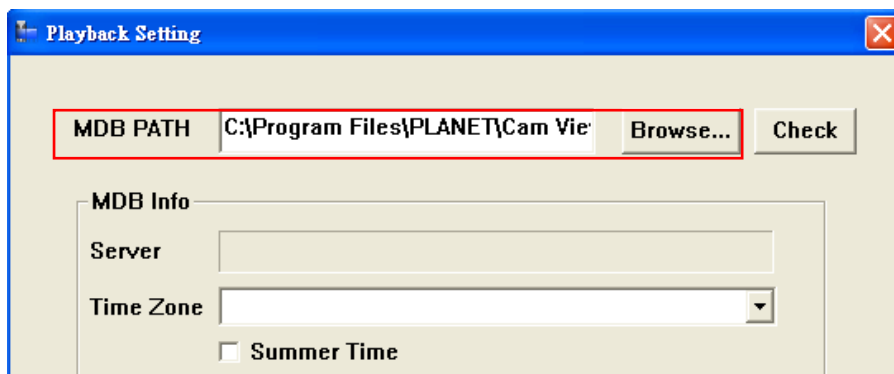 Playback Setting
MDB PATH C:\Program Files\PLANET\Cam Vie Browse... Check
MDB Info
Server
Time Zone
Summer Time